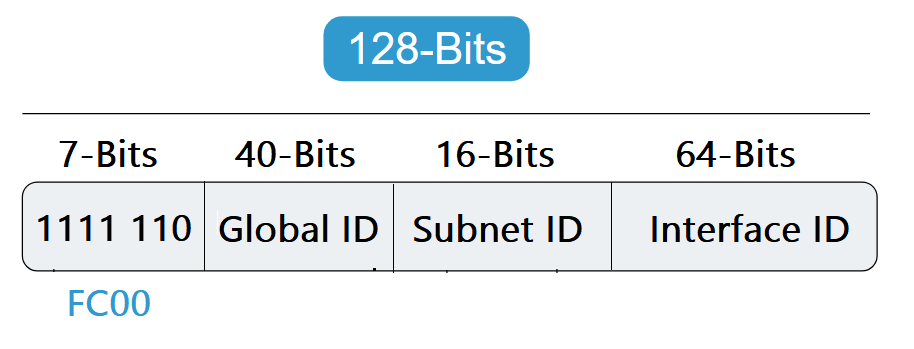 128-Bits
7-Bits 40-Bits 16-Bits 64-Bits
1111 110 Global ID Subnet ID Interface ID
FC00